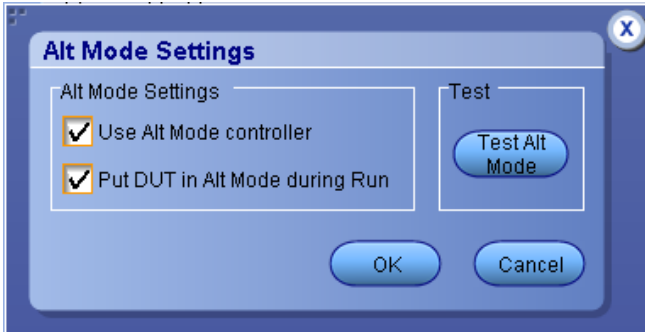 Alt Mode Settings
Alt Mode Settings
Use Alt Mode controller
Put DUT in Alt Mode during Run
Test
Test Alt
Mode
OK
Cancel
X